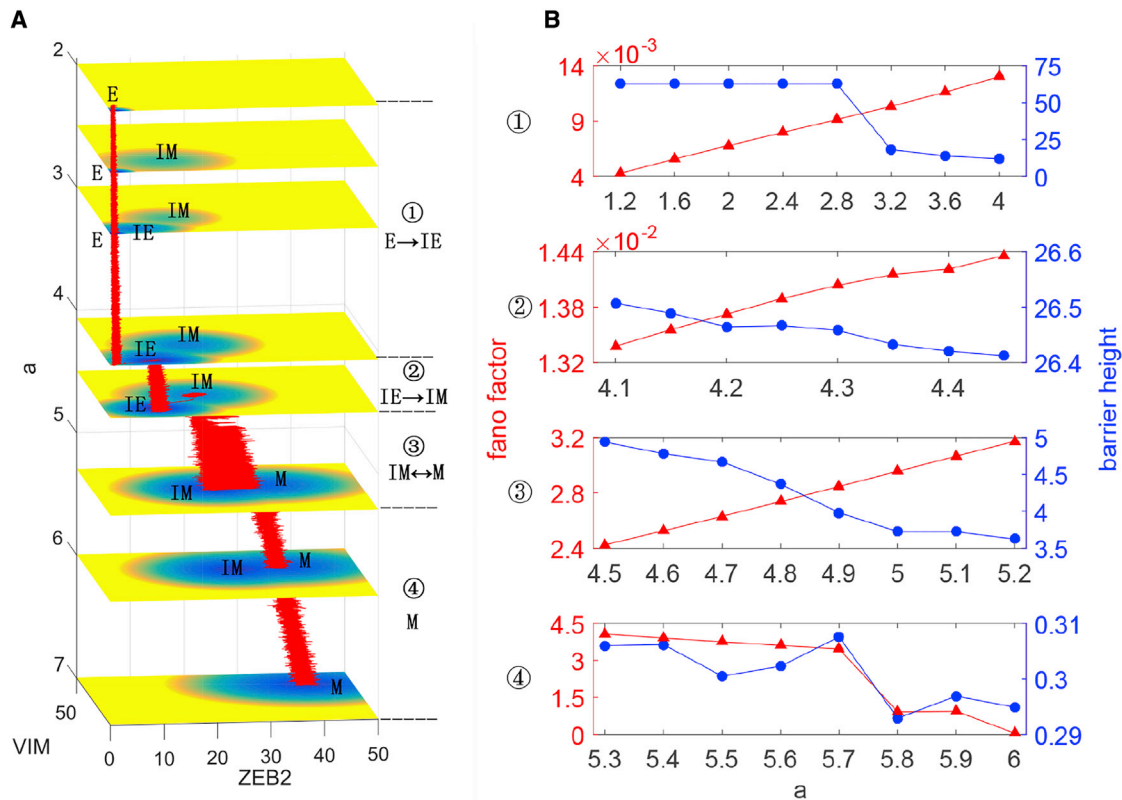 A
2
E
IM
E
3
IM
E
IE
①
E→IE
4
IM
IE
a
②
IE→IM
IM
IE
5
③
IM↔M
IM
M
6
IM
M
④
M
7
M
50
VIM
0
10
20
30
40
50
ZEB2
B
fano factor
barrier height
①
×10⁻³
14
9
4
75
50
25
0
1.2 1.6 2 2.4 2.8 3.2 3.6 4
②
×10⁻²
1.44
1.38
1.32
26.6
26.5
26.4
4.1 4.2 4.3 4.4
③
3.2
2.8
2.4
5
4.5
4
3.5
4.5 4.6 4.7 4.8 4.9 5 5.1 5.2
④
4.5
3
1.5
0
0.31
0.3
0.29
5.3 5.4 5.5 5.6 5.7 5.8 5.9 6
a